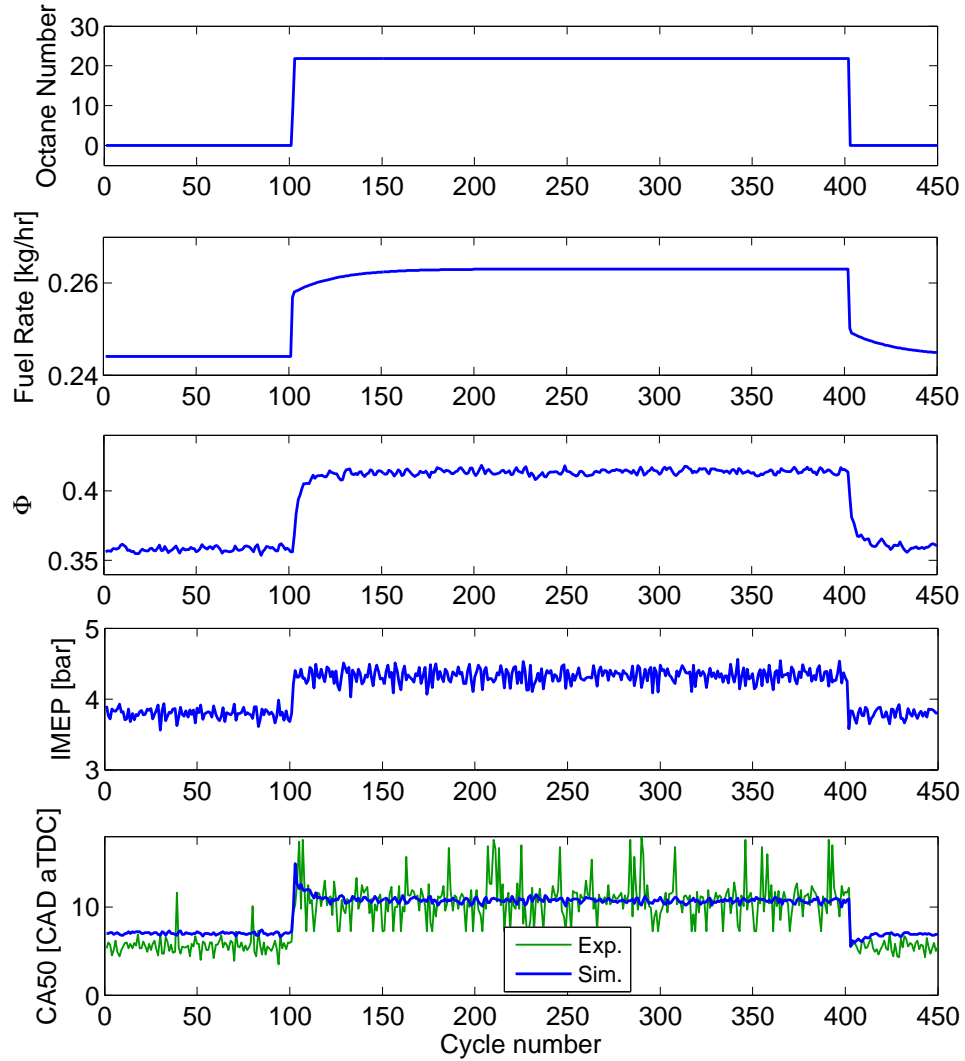 Octane Number
30
20
10
0
0 50 100 150 200 250 300 350 400 450
Fuel Rate [kg/hr]
0.26
0.24
0 50 100 150 200 250 300 350 400 450
Φ
0.4
0.35
0 50 100 150 200 250 300 350 400 450
IMEP [bar]
5
4
3
0 50 100 150 200 250 300 350 400 450
CA50 [CAD aTDC]
10
0
Exp.
Sim.
0 50 100 150 200 250 300 350 400 450
Cycle number